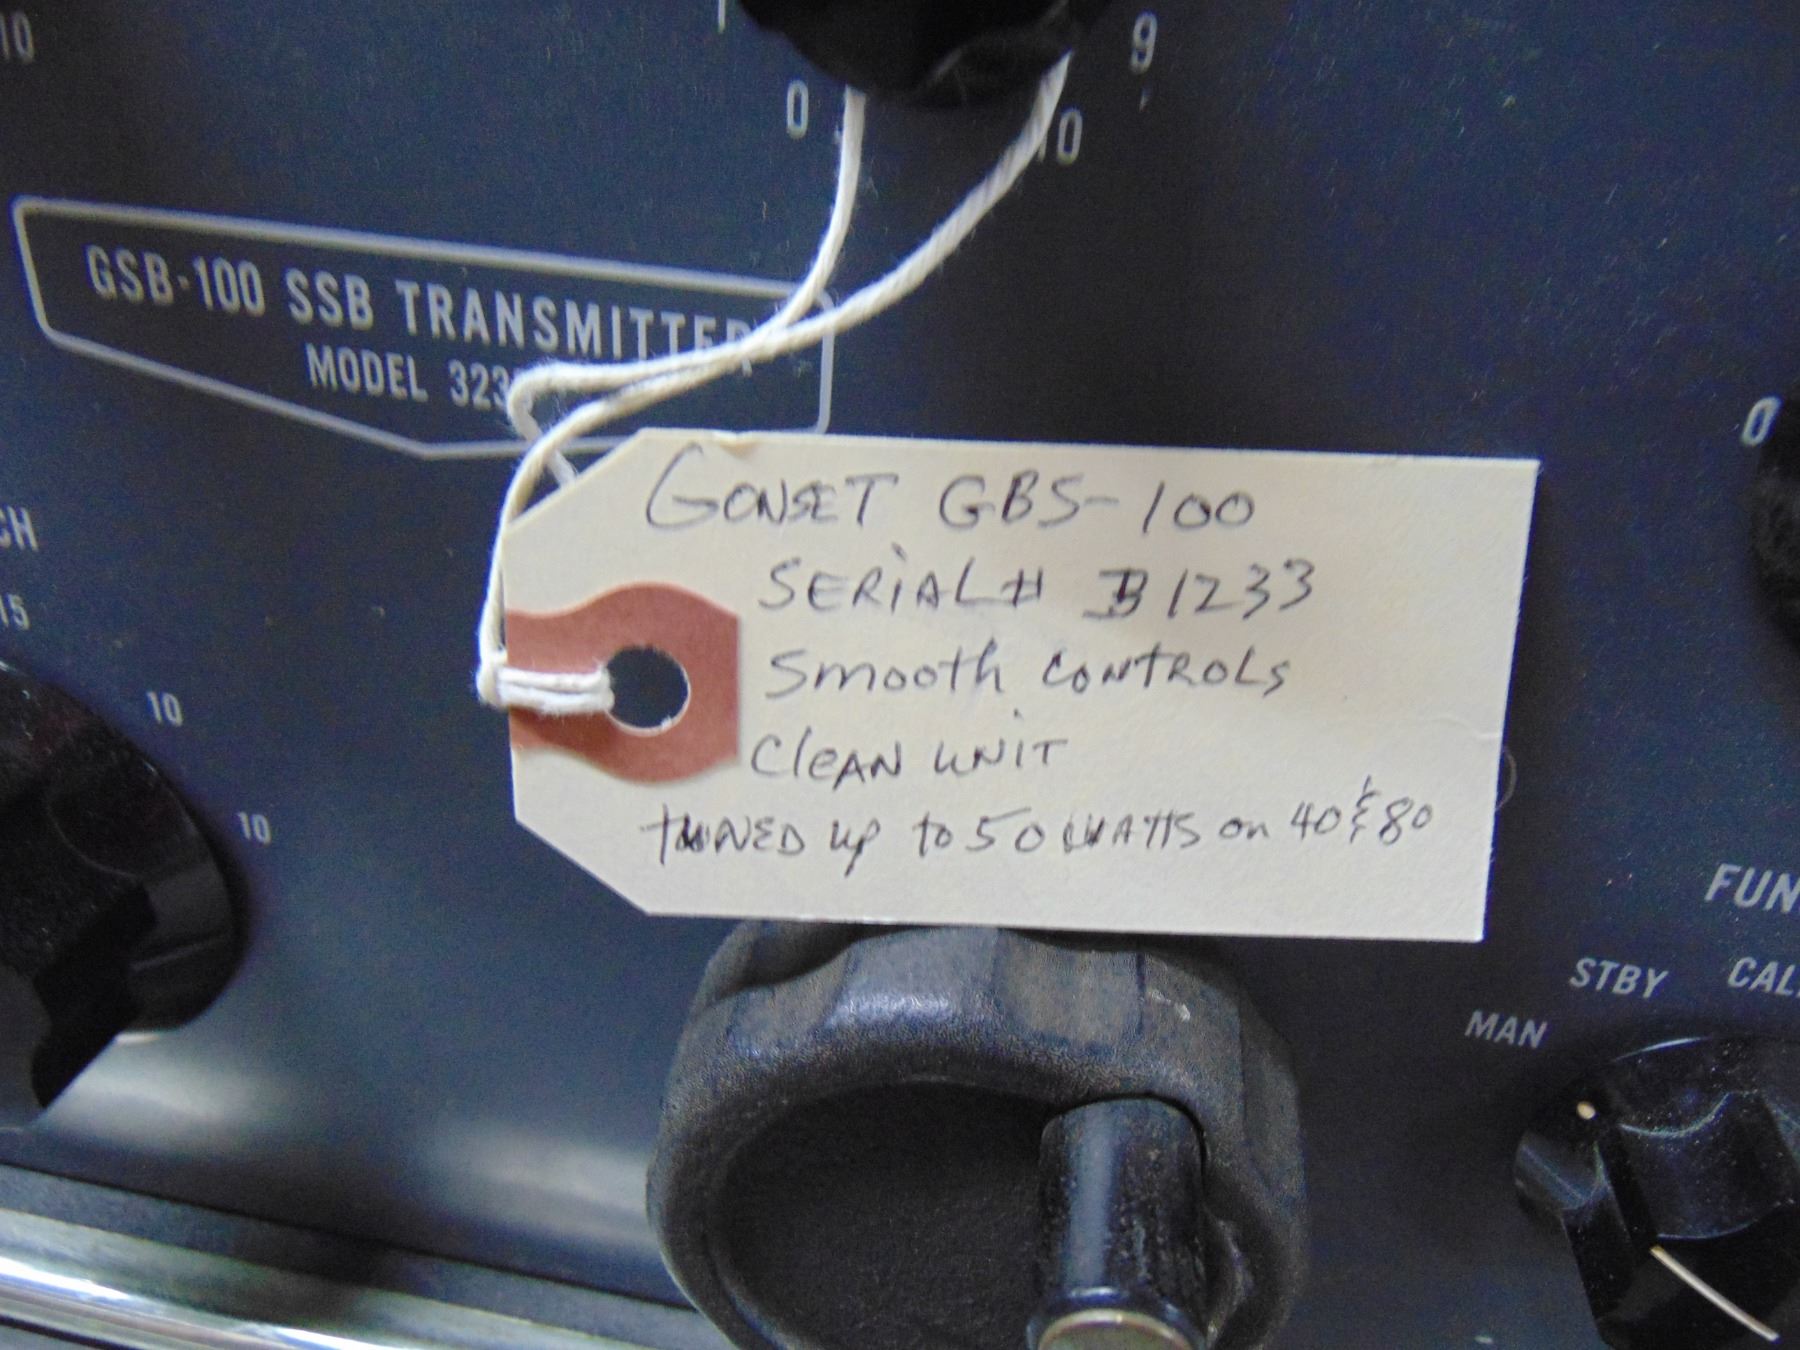 10
9
0
10
GSB-100 SSB TRANSMITTER
MODEL 323
0
GONSET GBS-100
SERIAL# B1233
Smooth CONTROLS
CLEAN UNIT
TUNED up to 50 WATTS on 40 & 80
CH
15
10
10
FUN
STBY CAL
MAN